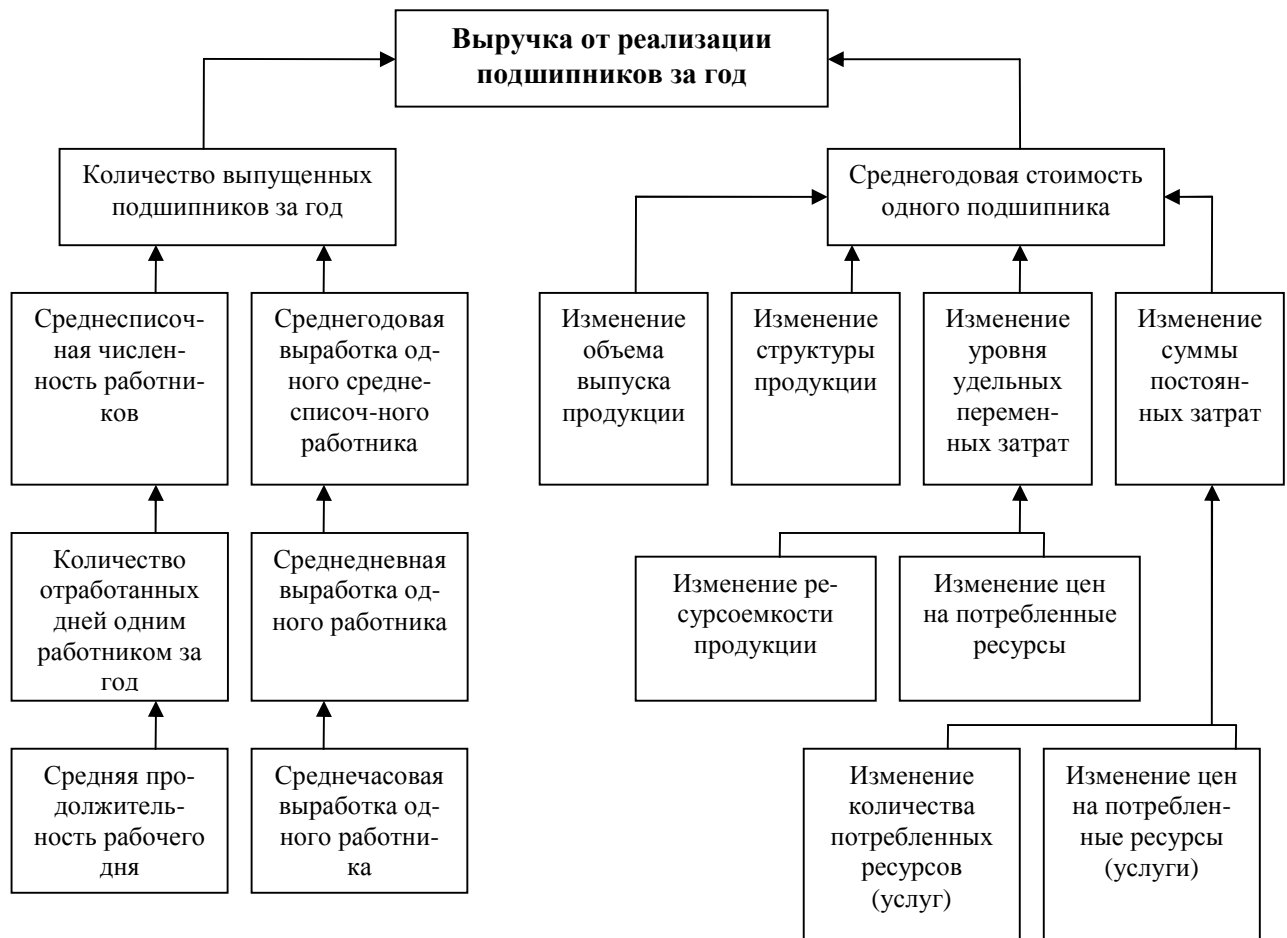 Выручка от реализации
подшипников за год
Количество выпущенных
подшипников за год
Среднегодовая стоимость
одного подшипника
Среднесписоч-
ная числен-
ность работни-
ков
Среднегодовая
выработка од-
ного средне-
списоч-ного
работника
Изменение
объема
выпуска
продукции
Изменение
структуры
продукции
Изменение
уровня
удельных
перемен-
ных затрат
Изменение
суммы
постоян-
ных затрат
Количество
отработанных
дней одним
работником за
год
Среднедневная
выработка од-
ного работника
Изменение ре-
сурсоемкости
продукции
Изменение цен
на потребленные
ресурсы
Средняя про-
должитель-
ность рабочего
дня
Среднечасовая
выработка од-
ного работни-
ка
Изменение
количества
потребленных
ресурсов
(услуг)
Изменение цен
на потреблен-
ные ресурсы
(услуги)